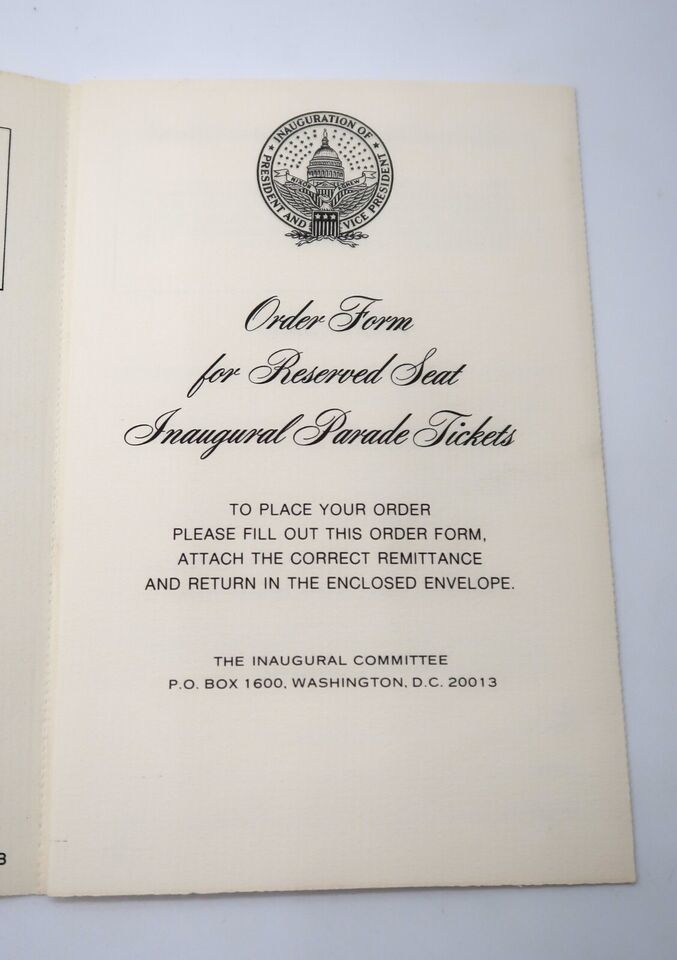 INAUGURATION OF
PRESIDENT AND VICE PRESIDENT
NIXON AGNEW
Order Form
for Reserved Seat
Inaugural Parade Tickets
TO PLACE YOUR ORDER
PLEASE FILL OUT THIS ORDER FORM,
ATTACH THE CORRECT REMITTANCE
AND RETURN IN THE ENCLOSED ENVELOPE.
THE INAUGURAL COMMITTEE
P.O. BOX 1600, WASHINGTON, D.C. 20013